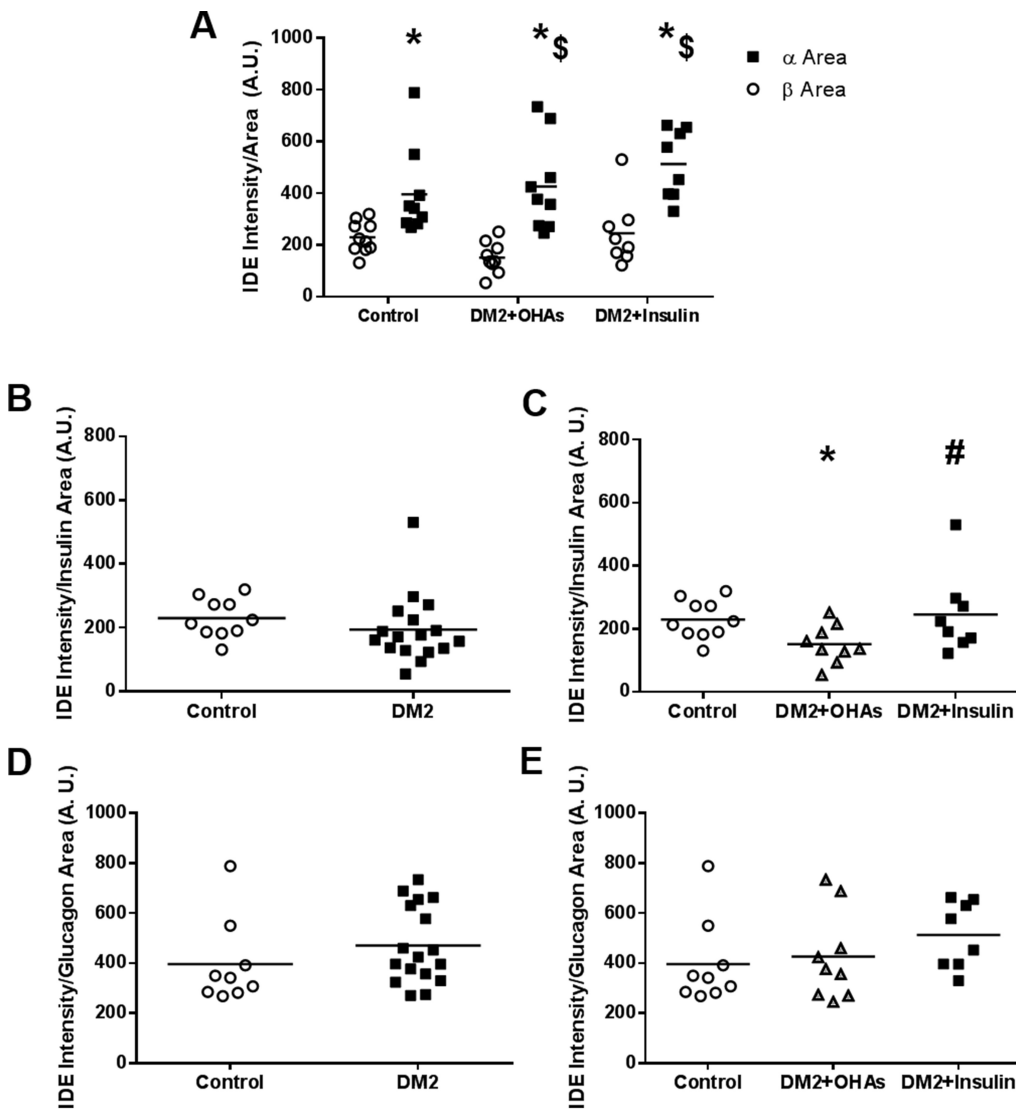 A
IDE Intensity/Area (A.U.)
1000
800
600
400
200
0
*
* $
* $
α Area
β Area
Control
DM2+OHAs
DM2+Insulin
B
IDE Intensity/Insulin Area (A.U.)
800
600
400
200
0
Control
DM2
C
IDE Intensity/Insulin Area (A. U.)
800
600
400
200
0
*
#
Control
DM2+OHAs
DM2+Insulin
D
IDE Intensity/Glucagon Area (A. U.)
1000
800
600
400
200
0
Control
DM2
E
IDE Intensity/Glucagon Area (A. U.)
1000
800
600
400
200
0
Control
DM2+OHAs
DM2+Insulin